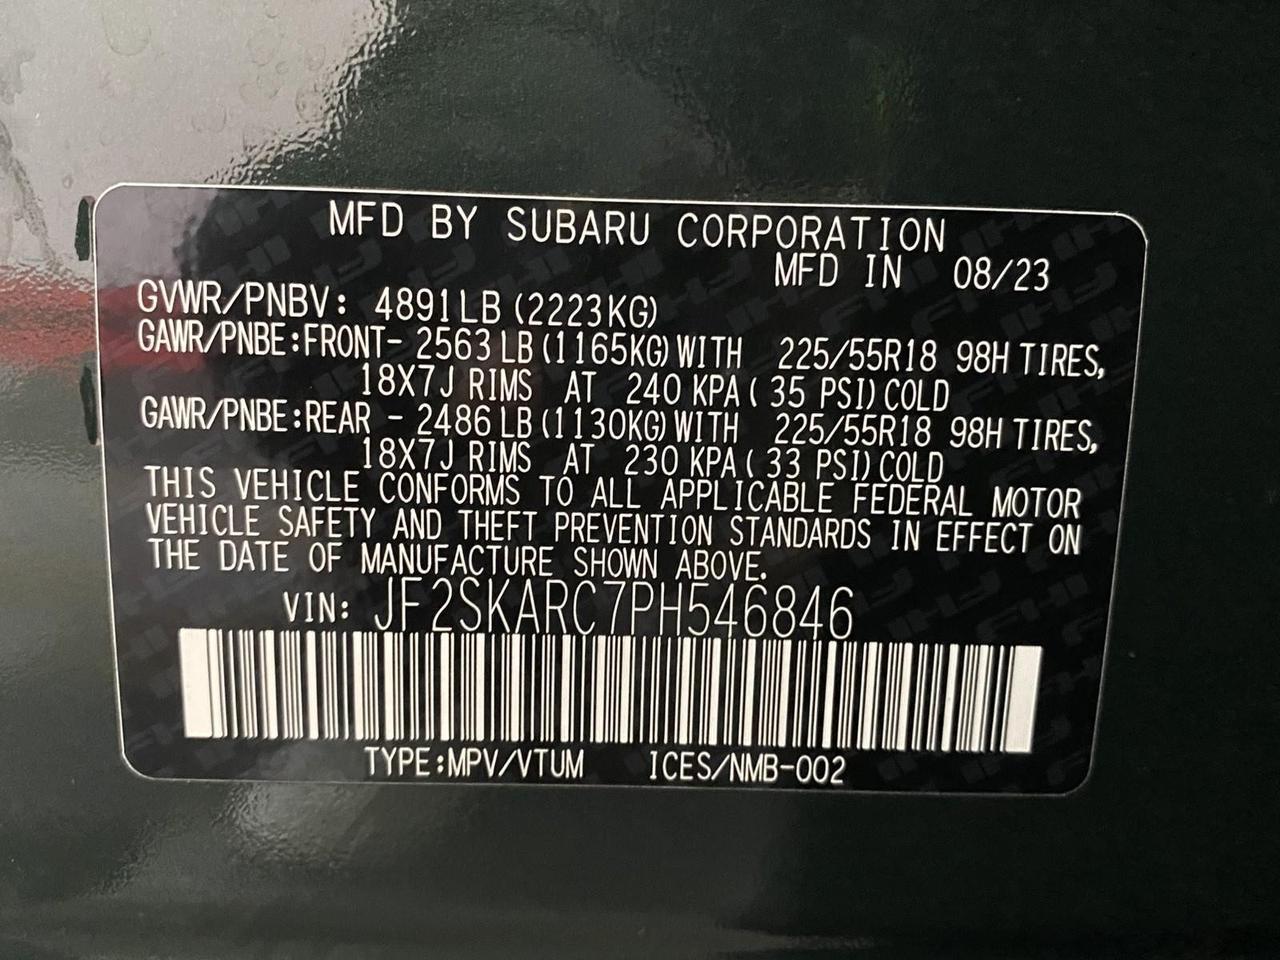 MFD BY SUBARU CORPORATION
MFD IN 08/23
GVWR/PNBV: 4891LB (2223KG)
GAWR/PNBE:FRONT- 2563LB(1165KG)WITH 225/55R18 98H TIRES,
18X7J RIMS AT 240 KPA( 35 PSI)COLD
GAWR/PNBE:REAR - 2486LB(1130KG)WITH 225/55R18 98H TIRES,
18X7J RIMS AT 230 KPA( 33 PSI)COLD
THIS VEHICLE CONFORMS TO ALL APPLICABLE FEDERAL MOTOR
VEHICLE SAFETY AND THEFT PREVENTION STANDARDS IN EFFECT ON
THE DATE OF MANUFACTURE SHOWN ABOVE.
VIN: JF2SKARC7PH546846
TYPE:MPV/VTUM ICES/NMB-002